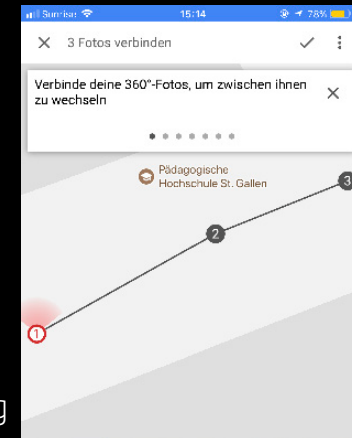 Sunrise 15:14 78%
3 Fotos verbinden
Verbinde deine 360°-Fotos, um zwischen ihnen
zu wechseln
Pädagogische
Hochschule St. Gallen
3
2
1
g